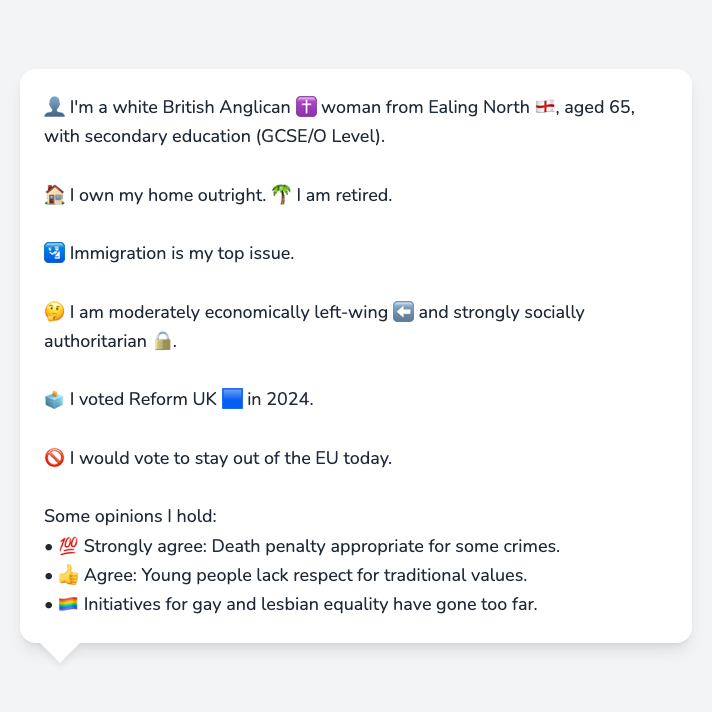 👤 I'm a white British Anglican ✝️ woman from Ealing North 🏴󠁧󠁢󠁥󠁮󠁧󠁿, aged 65,
with secondary education (GCSE/O Level).
🏠 I own my home outright. 🌴 I am retired.
🛂 Immigration is my top issue.
🤔 I am moderately economically left-wing ⬅️ and strongly socially
authoritarian 🔒.
🗳️ I voted Reform UK 🟦 in 2024.
🚫 I would vote to stay out of the EU today.
Some opinions I hold:
• 💯 Strongly agree: Death penalty appropriate for some crimes.
• 👍 Agree: Young people lack respect for traditional values.
• 🏳️‍🌈 Initiatives for gay and lesbian equality have gone too far.